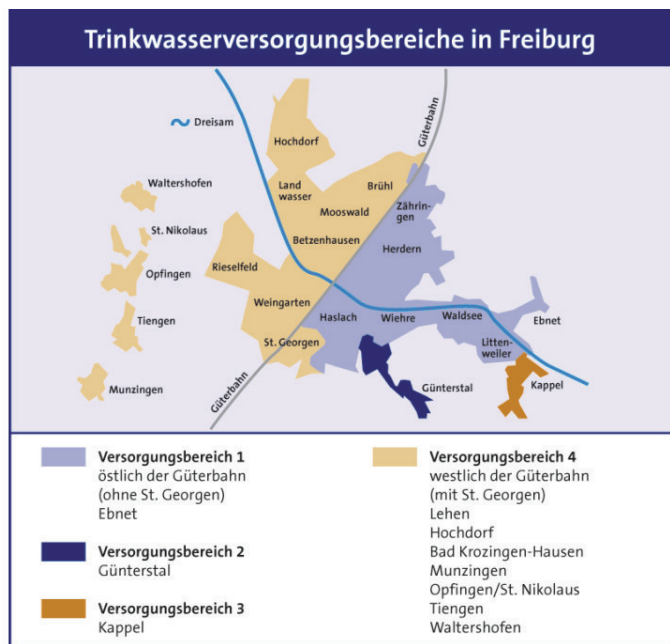 Trinkwasserversorgungsbereiche in Freiburg
Dreisam
Güterbahn
Hochdorf
Waltershofen
Land
wasser
Brühl
Mooswald
Zährin-
gen
St. Nikolaus
Betzenhausen
Herdern
Opfingen
Rieselfeld
Weingarten
Tiengen
Haslach
Wiehre
Waldsee
Ebnet
St. Georgen
Litten-
weiler
Güterbahn
Günterstal
Kappel
Munzingen
Versorgungsbereich 1
östlich der Güterbahn
(ohne St. Georgen)
Ebnet
Versorgungsbereich 2
Günterstal
Versorgungsbereich 3
Kappel
Versorgungsbereich 4
westlich der Güterbahn
(mit St. Georgen)
Lehen
Hochdorf
Bad Krozingen-Hausen
Munzingen
Opfingen/St. Nikolaus
Tiengen
Waltershofen